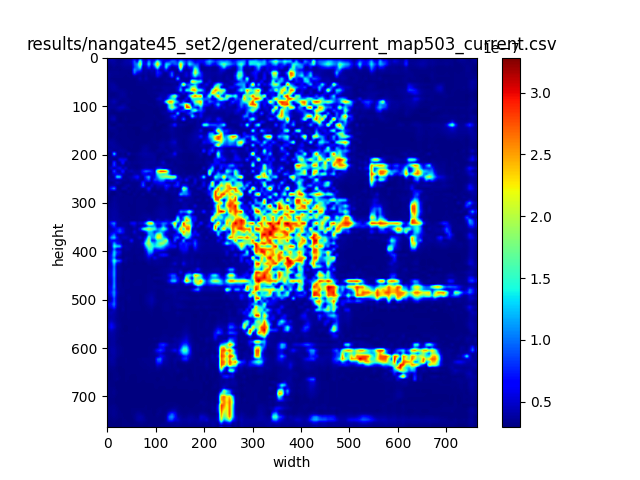 results/nangate45_set2/generated/current_map503_current.csv
1e−7
0
100
200
300
400
500
600
700
height
0 100 200 300 400 500 600 700
width
3.0
2.5
2.0
1.5
1.0
0.5